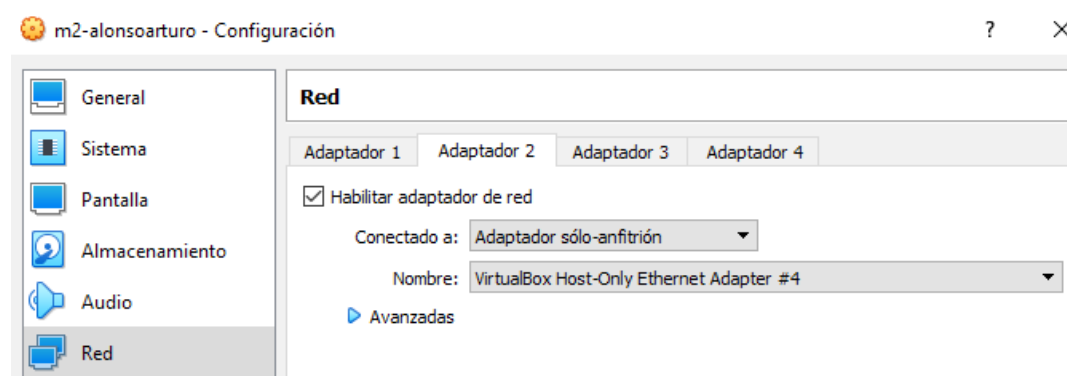 m2-alonsoarturo - Configuración ?
General
Sistema
Pantalla
Almacenamiento
Audio
Red
Red
Adaptador 1 Adaptador 2 Adaptador 3 Adaptador 4
Habilitar adaptador de red
Conectado a: Adaptador sólo-anfitrión
Nombre: VirtualBox Host-Only Ethernet Adapter #4
Avanzadas